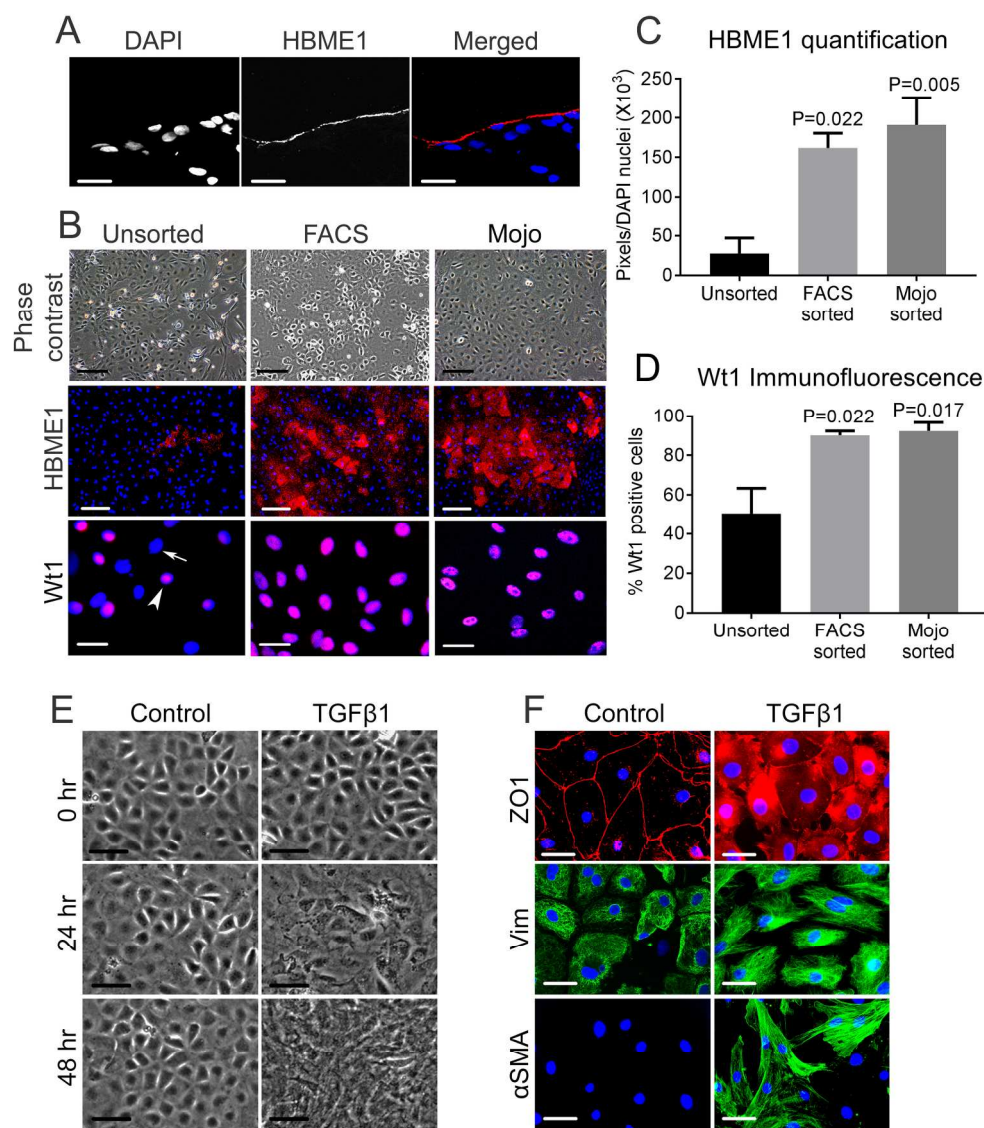 A
DAPI
HBME1
Merged
B
Unsorted
FACS
Mojo
Phase
contrast
HBME1
Wt1
C
HBME1 quantification
Pixels/DAPI nuclei (X10³)
250
200
150
100
50
0
P=0.022
P=0.005
Unsorted
FACS
sorted
Mojo
sorted
D
Wt1 Immunofluorescence
% Wt1 positive cells
100
80
60
40
20
0
P=0.022
P=0.017
Unsorted
FACS
sorted
Mojo
sorted
E
Control
TGFβ1
0 hr
24 hr
48 hr
F
Control
TGFβ1
ZO1
Vim
αSMA